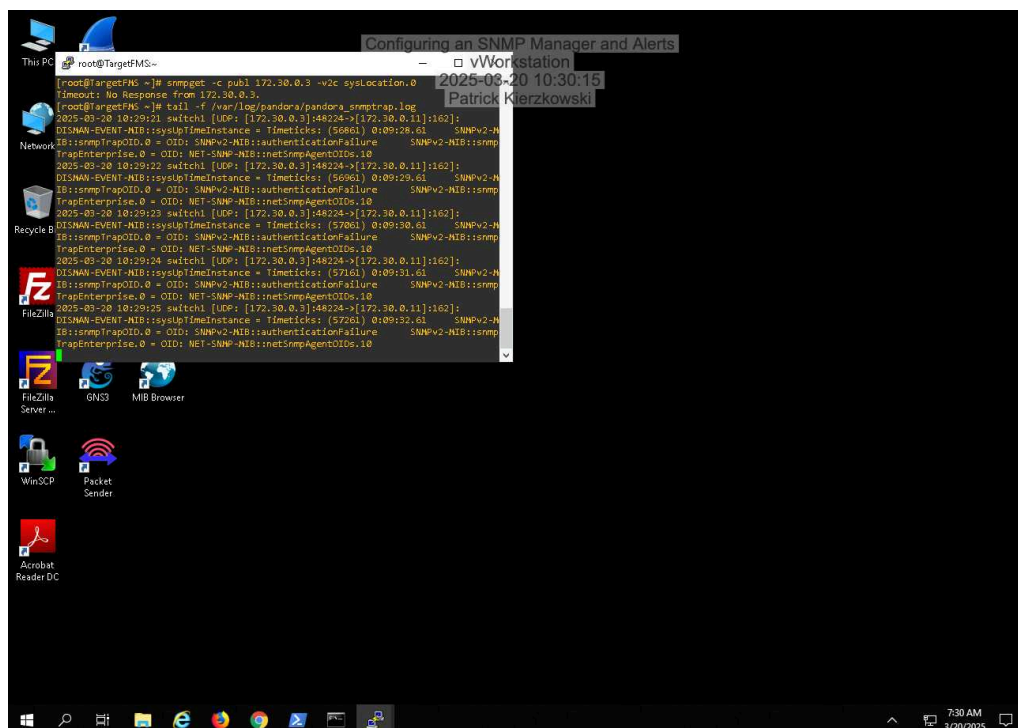 Configuring an SNMP Manager and Alerts
vWorkstation
2025-03-20 10:30:15
Patrick Kierzkowski
This PC
root@TargetFMS:~
[root@TargetFMS ~]# snmpget -c publ 172.30.0.3 -v2c sysLocation.0
Timeout: No Response from 172.30.0.3.
[root@TargetFMS ~]# tail -f /var/log/pandora/pandora_snmptrap.log
2025-03-20 10:29:21 switch1 [UDP: [172.30.0.3]:48224->[172.30.0.11]:162]:
DISMAN-EVENT-MIB::sysUpTimeInstance = Timeticks: (56861) 0:09:28.61 SNMPv2-M
IB::snmpTrapOID.0 = OID: SNMPv2-MIB::authenticationFailure SNMPv2-MIB::snmp
TrapEnterprise.0 = OID: NET-SNMP-MIB::netSnmpAgentOIDs.10
2025-03-20 10:29:22 switch1 [UDP: [172.30.0.3]:48224->[172.30.0.11]:162]:
DISMAN-EVENT-MIB::sysUpTimeInstance = Timeticks: (56961) 0:09:29.61 SNMPv2-M
IB::snmpTrapOID.0 = OID: SNMPv2-MIB::authenticationFailure SNMPv2-MIB::snmp
TrapEnterprise.0 = OID: NET-SNMP-MIB::netSnmpAgentOIDs.10
2025-03-20 10:29:23 switch1 [UDP: [172.30.0.3]:48224->[172.30.0.11]:162]:
DISMAN-EVENT-MIB::sysUpTimeInstance = Timeticks: (57061) 0:09:30.61 SNMPv2-M
IB::snmpTrapOID.0 = OID: SNMPv2-MIB::authenticationFailure SNMPv2-MIB::snmp
TrapEnterprise.0 = OID: NET-SNMP-MIB::netSnmpAgentOIDs.10
2025-03-20 10:29:24 switch1 [UDP: [172.30.0.3]:48224->[172.30.0.11]:162]:
DISMAN-EVENT-MIB::sysUpTimeInstance = Timeticks: (57161) 0:09:31.61 SNMPv2-M
IB::snmpTrapOID.0 = OID: SNMPv2-MIB::authenticationFailure SNMPv2-MIB::snmp
TrapEnterprise.0 = OID: NET-SNMP-MIB::netSnmpAgentOIDs.10
2025-03-20 10:29:25 switch1 [UDP: [172.30.0.3]:48224->[172.30.0.11]:162]:
DISMAN-EVENT-MIB::sysUpTimeInstance = Timeticks: (57261) 0:09:32.61 SNMPv2-M
IB::snmpTrapOID.0 = OID: SNMPv2-MIB::authenticationFailure SNMPv2-MIB::snmp
TrapEnterprise.0 = OID: NET-SNMP-MIB::netSnmpAgentOIDs.10
Network
Recycle B
FileZilla
FileZilla
Server ...
GNS3
MIB Browser
WinSCP
Packet
Sender
Acrobat
Reader DC
7:30 AM
3/20/2025